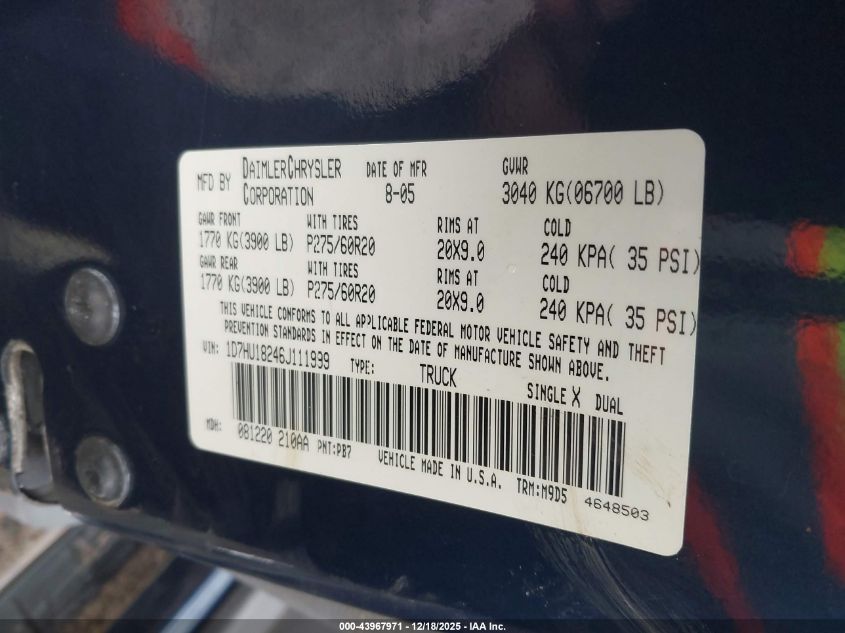 MFD BY DAIMLERCHRYSLER CORPORATION DATE OF MFR 8-05 GVWR 3040 KG(06700 LB)
GAWR FRONT WITH TIRES RIMS AT COLD
1770 KG(3900 LB) P275/60R20 20X9.0 240 KPA( 35 PSI)
GAWR REAR WITH TIRES RIMS AT COLD
1770 KG(3900 LB) P275/60R20 20X9.0 240 KPA( 35 PSI)
THIS VEHICLE CONFORMS TO ALL APPLICABLE FEDERAL MOTOR VEHICLE SAFETY AND THEFT
PREVENTION STANDARDS IN EFFECT ON THE DATE OF MANUFACTURE SHOWN ABOVE.
VIN: 1D7HU18246J111999 TYPE: TRUCK SINGLE X DUAL
MDH: 081220 210AA PNT:PB7 VEHICLE MADE IN U.S.A. TRM:M9D5 4648503
000-43967971 | 12/18/2025 - IAA Inc.